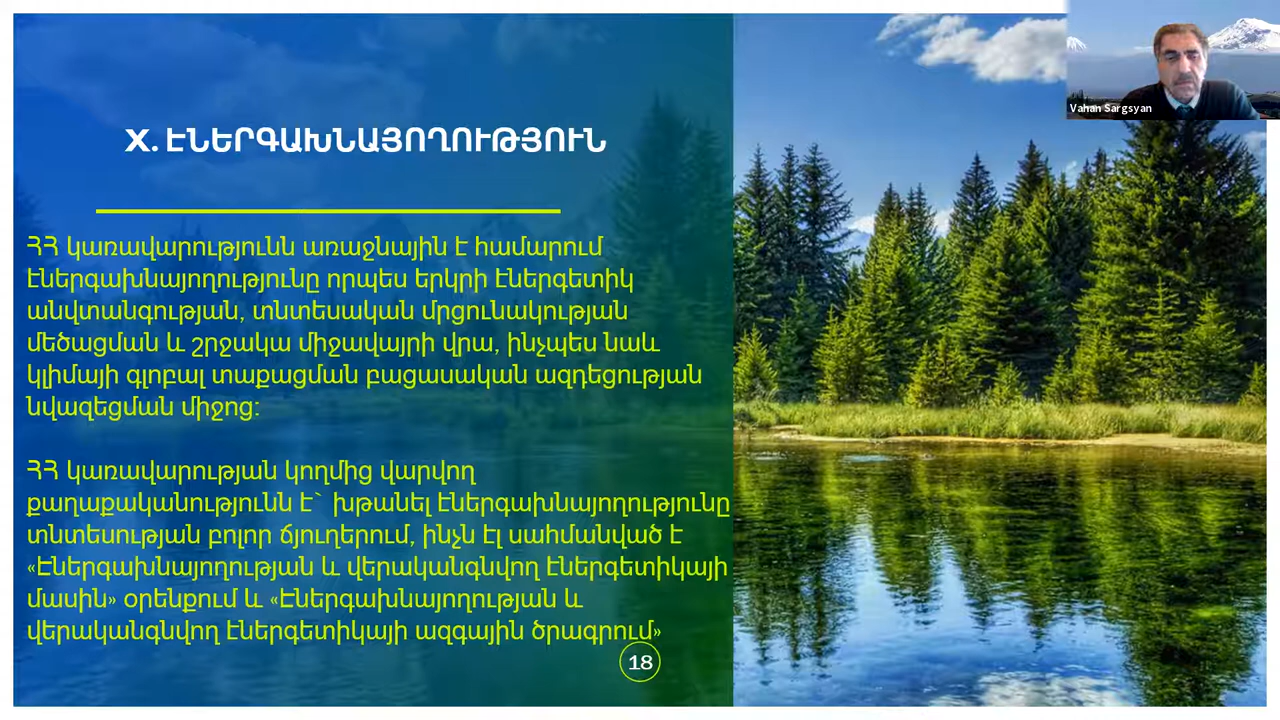 X. ԷՆԵՐԳԱԽՆԱՅՈՂՈՒԹՅՈՒՆ
ՀՀ կառավարությունն առաջնային է համարում
էներգախնայողությունը որպես երկրի էներգետիկ
անվտանգության, տնտեսական մրցունակության
մեծացման և շրջակա միջավայրի վրա, ինչպես նաև
կլիմայի գլոբալ տաքացման բացասական ազդեցության
նվազեցման միջոց:
ՀՀ կառավարության կողմից վարվող
քաղաքականությունն է` խթանել էներգախնայողությունը
տնտեսության բոլոր ճյուղերում, ինչն էլ սահմանված է
«Էներգախնայողության և վերականգնվող էներգետիկայի
մասին» օրենքում և «Էներգախնայողության և
վերականգնվող էներգետիկայի ազգային ծրագրում»
18
Vahan Sargsyan